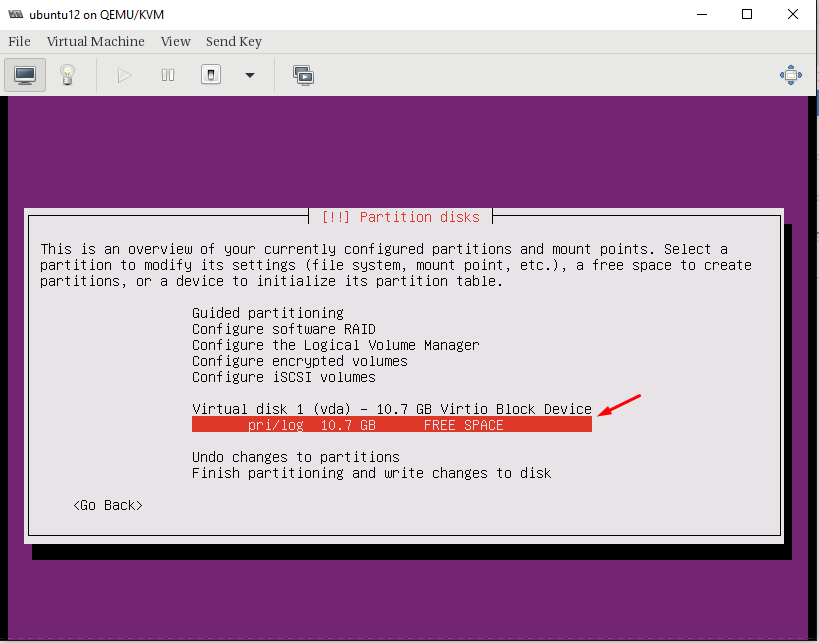 ubuntu12 on QEMU/KVM
File Virtual Machine View Send Key
[!!] Partition disks
This is an overview of your currently configured partitions and mount points. Select a
partition to modify its settings (file system, mount point, etc.), a free space to create
partitions, or a device to initialize its partition table.
Guided partitioning
Configure software RAID
Configure the Logical Volume Manager
Configure encrypted volumes
Configure iSCSI volumes
Virtual disk 1 (vda) - 10.7 GB Virtio Block Device
pri/log 10.7 GB FREE SPACE
Undo changes to partitions
Finish partitioning and write changes to disk
<Go Back>